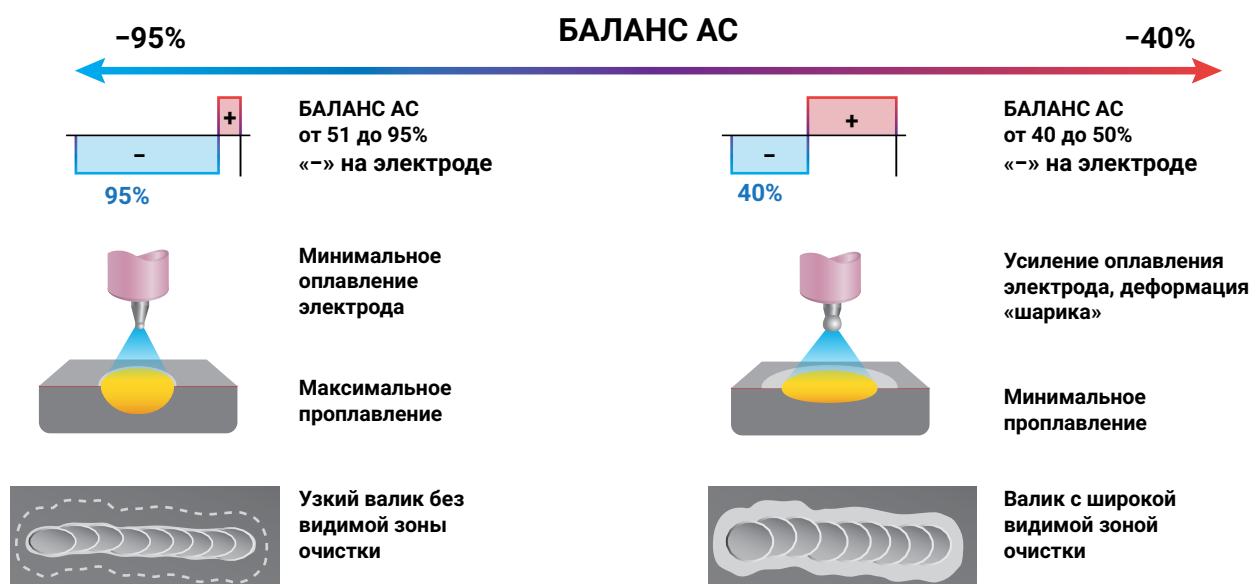 БАЛАНС АС
−95%
−40%
+
−
95%
БАЛАНС АС
от 51 до 95%
«−» на электроде
+
−
40%
БАЛАНС АС
от 40 до 50%
«−» на электроде
Минимальное
оплавление
электрода
Усиление оплавления
электрода, деформация
«шарика»
Максимальное
проплавление
Минимальное
проплавление
Узкий валик без
видимой зоны
очистки
Валик с широкой
видимой зоной
очистки